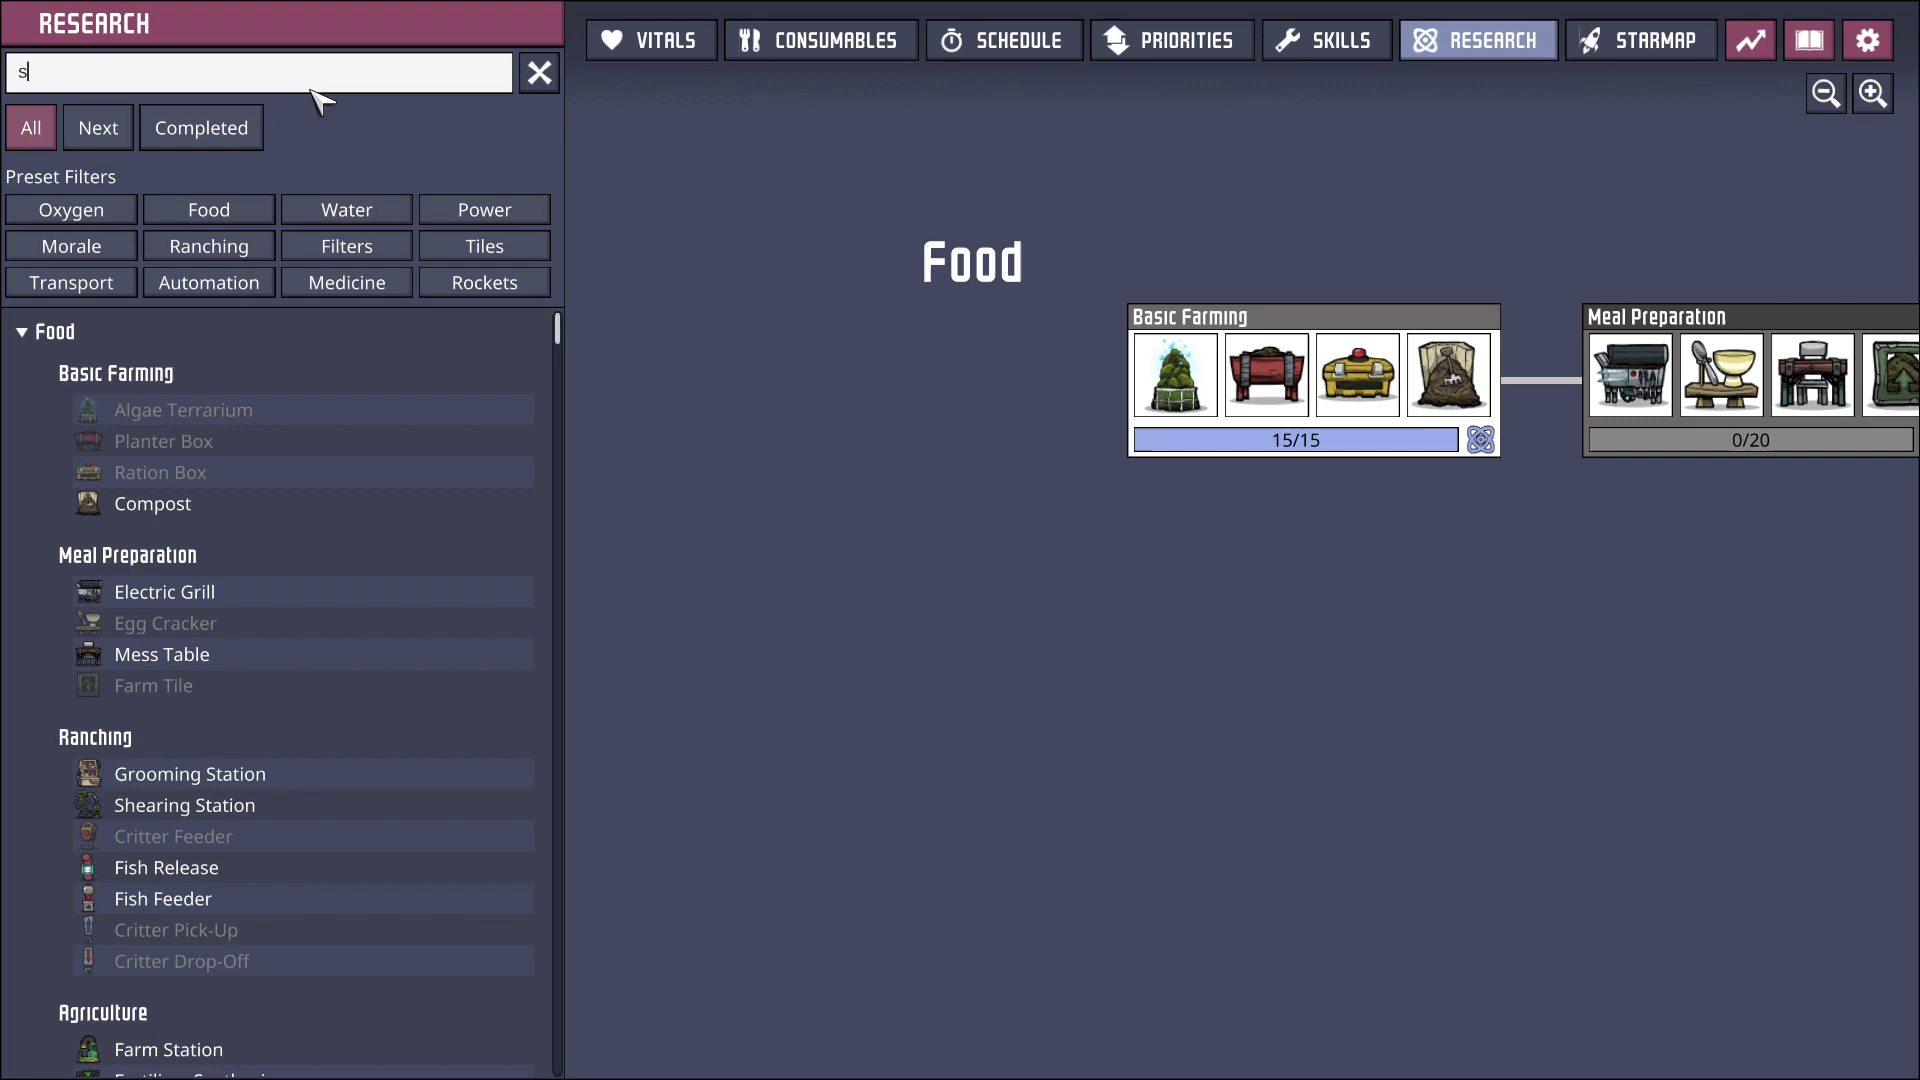 RESEARCH
s
All
Next
Completed
Preset Filters
Oxygen
Food
Water
Power
Morale
Ranching
Filters
Tiles
Transport
Automation
Medicine
Rockets
Food
Basic Farming
Algae Terrarium
Planter Box
Ration Box
Compost
Meal Preparation
Electric Grill
Egg Cracker
Mess Table
Farm Tile
Ranching
Grooming Station
Shearing Station
Critter Feeder
Fish Release
Fish Feeder
Critter Pick-Up
Critter Drop-Off
Agriculture
Farm Station
VITALS
CONSUMABLES
SCHEDULE
PRIORITIES
SKILLS
RESEARCH
STARMAP
Food
Basic Farming
15/15
Meal Preparation
0/20